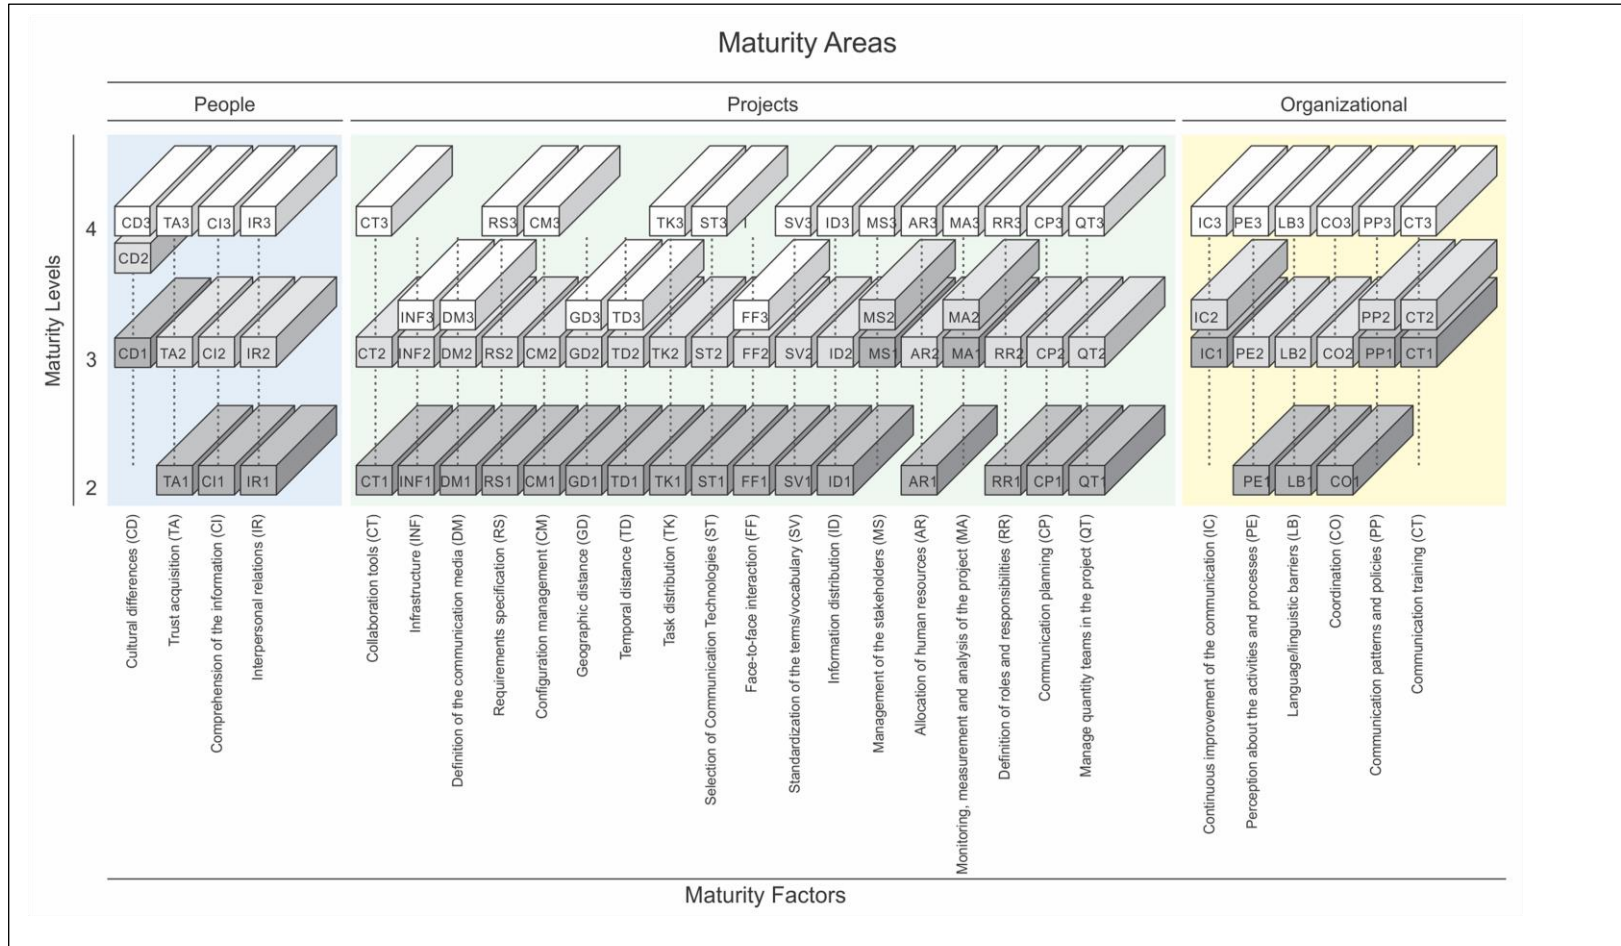 Maturity Areas
People Projects Organizational
Maturity Levels
CD3 TA3 CI3 IR3 CT3 RS3 CM3 TK3 ST3 SV3 ID3 MS3 AR3 MA3 RR3 CP3 QT3 IC3 PE3 LB3 CO3 PP3 CT3
4
CD2
INF3 DM3 GD3 TD3 FF3 MS2 MA2 IC2 PP2 CT2
CD1 TA2 CI2 IR2 CT2 INF2 DM2 RS2 CM2 GD2 TD2 TK2 ST2 FF2 SV2 ID2 MS1 AR2 MA1 RR2 CP2 QT2 IC1 PE2 LB2 CO2 PP1 CT1
3
TA1 CI1 IR1 CT1 INF1 DM1 RS1 CM1 GD1 TD1 TK1 ST1 FF1 SV1 ID1 AR1 RR1 CP1 QT1 PE1 LB1 CO1
2
Cultural differences (CD)
Trust acquisition (TA)
Comprehension of the information (CI)
Interpersonal relations (IR)
Collaboration tools (CT)
Infrastructure (INF)
Definition of the communication media (DM)
Requirements specification (RS)
Configuration management (CM)
Geographic distance (GD)
Temporal distance (TD)
Task distribution (TK)
Selection of Communication Technologies (ST)
Face-to-face interaction (FF)
Standardization of the terms/vocabulary (SV)
Information distribution (ID)
Management of the stakeholders (MS)
Allocation of human resources (AR)
Monitoring, measurement and analysis of the project (MA)
Definition of roles and responsibilities (RR)
Communication planning (CP)
Manage quantity teams in the project (QT)
Continuous improvement of the communication (IC)
Perception about the activities and processes (PE)
Language/linguistic barriers (LB)
Coordination (CO)
Communication patterns and policies (PP)
Communication training (CT)
Maturity Factors